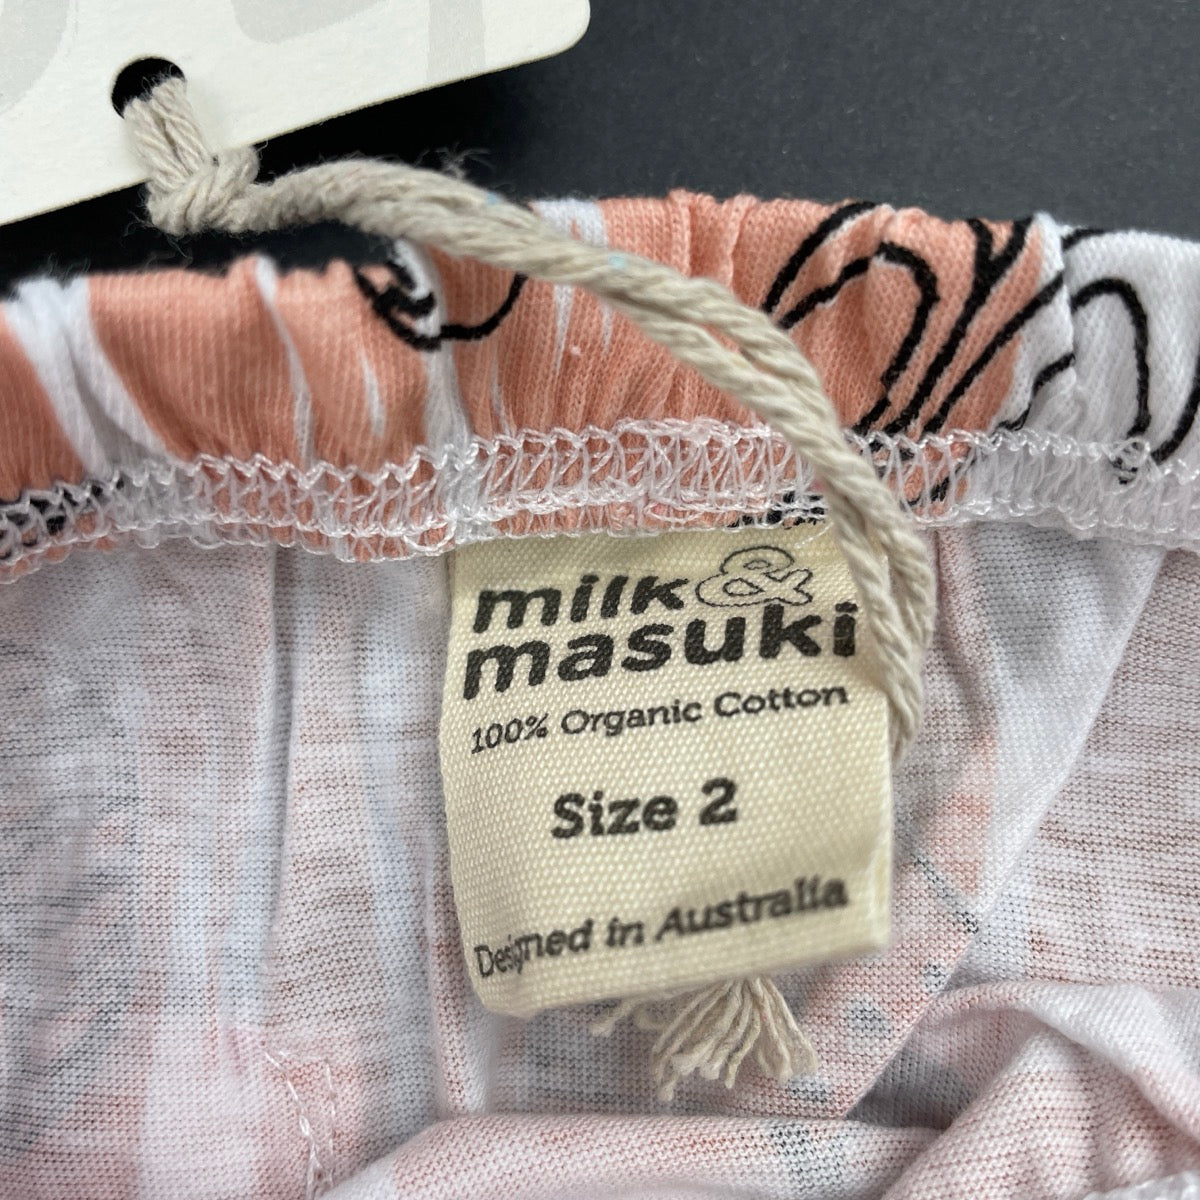 milk &
masuki
100% Organic Cotton
Size 2
Designed in Australia